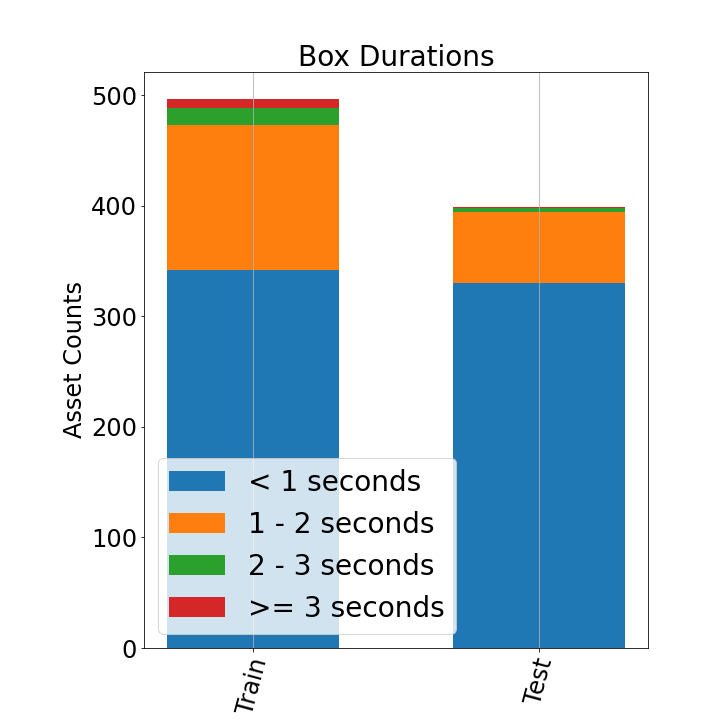 Box Durations
Asset Counts
500
400
300
200
100
0
< 1 seconds
1 - 2 seconds
2 - 3 seconds
>= 3 seconds
Train
Test